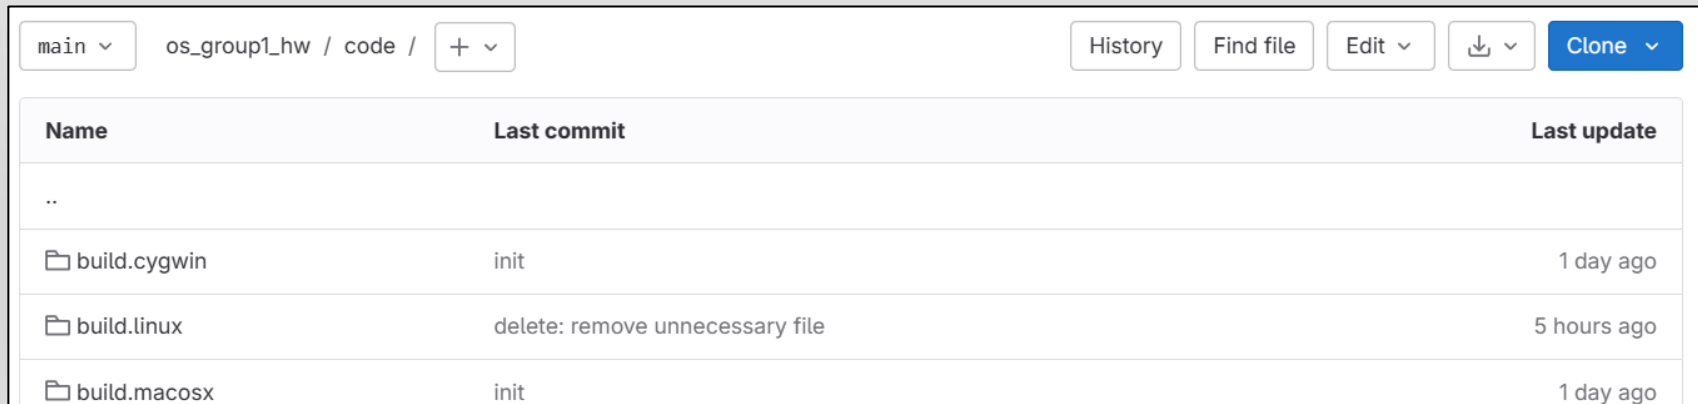 main os_group1_hw / code / + History Find file Edit Clone
Name Last commit Last update
..
build.cygwin init 1 day ago
build.linux delete: remove unnecessary file 5 hours ago
build.macosx init 1 day ago